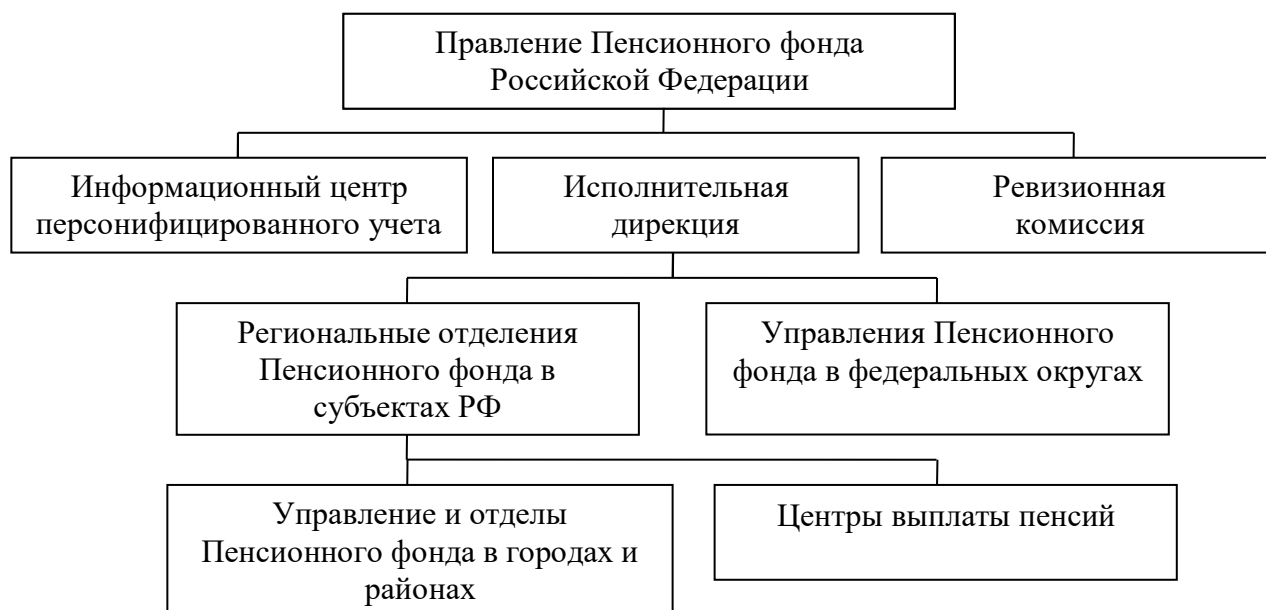 Правление Пенсионного фонда
Российской Федерации
Информационный центр
персонифицированного учета
Исполнительная
дирекция
Ревизионная
комиссия
Региональные отделения
Пенсионного фонда в
субъектах РФ
Управления Пенсионного
фонда в федеральных округах
Управление и отделы
Пенсионного фонда в городах и
районах
Центры выплаты пенсий